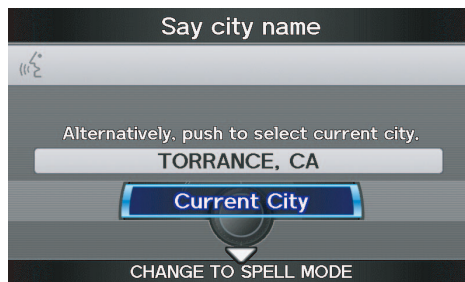 Say city name
Alternatively, push to select current city.
TORRANCE, CA
Current City
CHANGE TO SPELL MODE